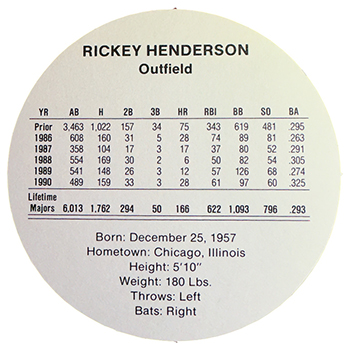 RICKEY HENDERSON
Outfield
YR AB H 2B 3B HR RBI BB SO BA
Prior 3,463 1,022 157 34 75 343 619 481 .295
1986 608 160 31 5 28 74 89 81 .263
1987 358 104 17 3 17 37 80 52 .291
1988 554 169 30 2 6 50 82 54 .305
1989 541 148 26 3 12 57 126 68 .274
1990 489 159 33 3 28 61 97 60 .325
Lifetime
Majors 6,013 1,762 294 50 166 622 1,093 796 .293
Born: December 25, 1957
Hometown: Chicago, Illinois
Height: 5'10"
Weight: 180 Lbs.
Throws: Left
Bats: Right